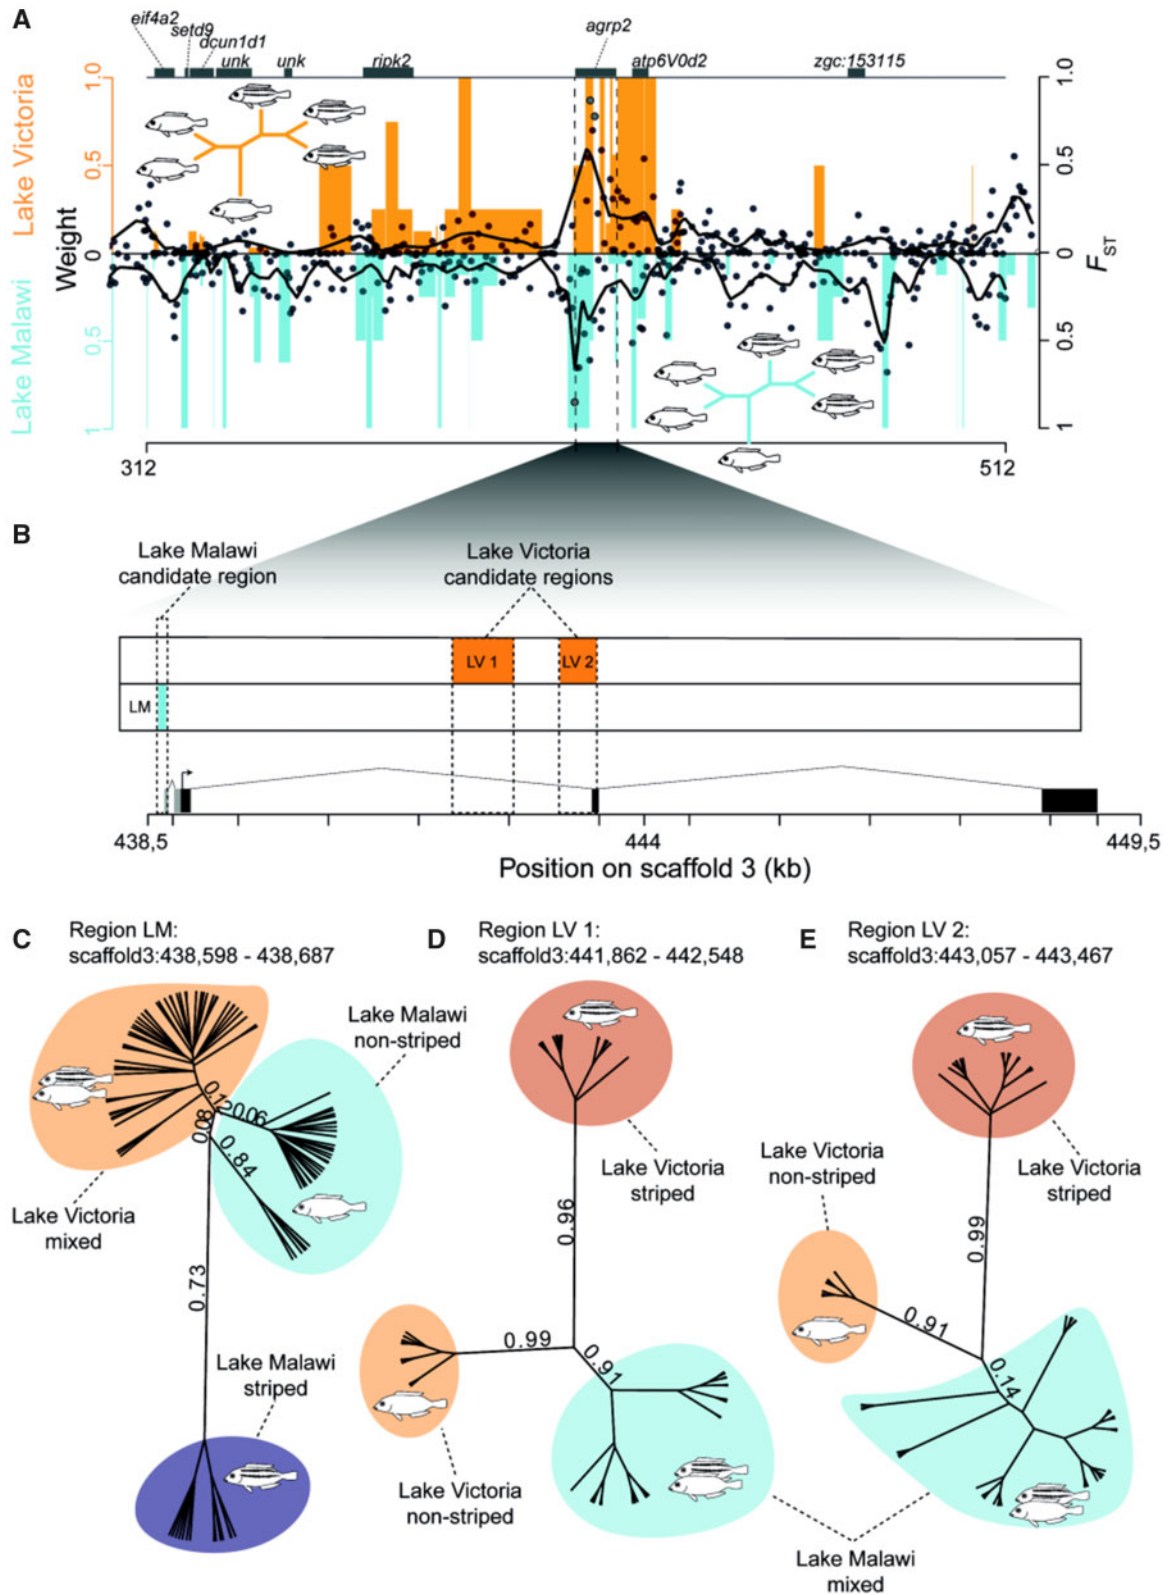 A
eif4a2
setd9
dcun1d1
unk
unk
ripk2
agrp2
atp6V0d2
zgc:153115
Lake Victoria
Lake Malawi
Weight
1.0
0.5
0
0.5
1
1.0
0.5
0
0.5
1
FST
312
512
B
Lake Malawi
candidate region
Lake Victoria
candidate regions
LV 1
LV 2
LM
438,5
444
449,5
Position on scaffold 3 (kb)
C
Region LM:
scaffold3:438,598 - 438,687
D
Region LV 1:
scaffold3:441,862 - 442,548
E
Region LV 2:
scaffold3:443,057 - 443,467
Lake Malawi
non-striped
0.06
0.08
0.84
Lake Victoria
mixed
0.73
Lake Malawi
striped
Lake Victoria
striped
0.96
0.99
0.91
Lake Victoria
non-striped
Lake Victoria
non-striped
Lake Victoria
striped
0.99
0.91
0.14
Lake Malawi
mixed